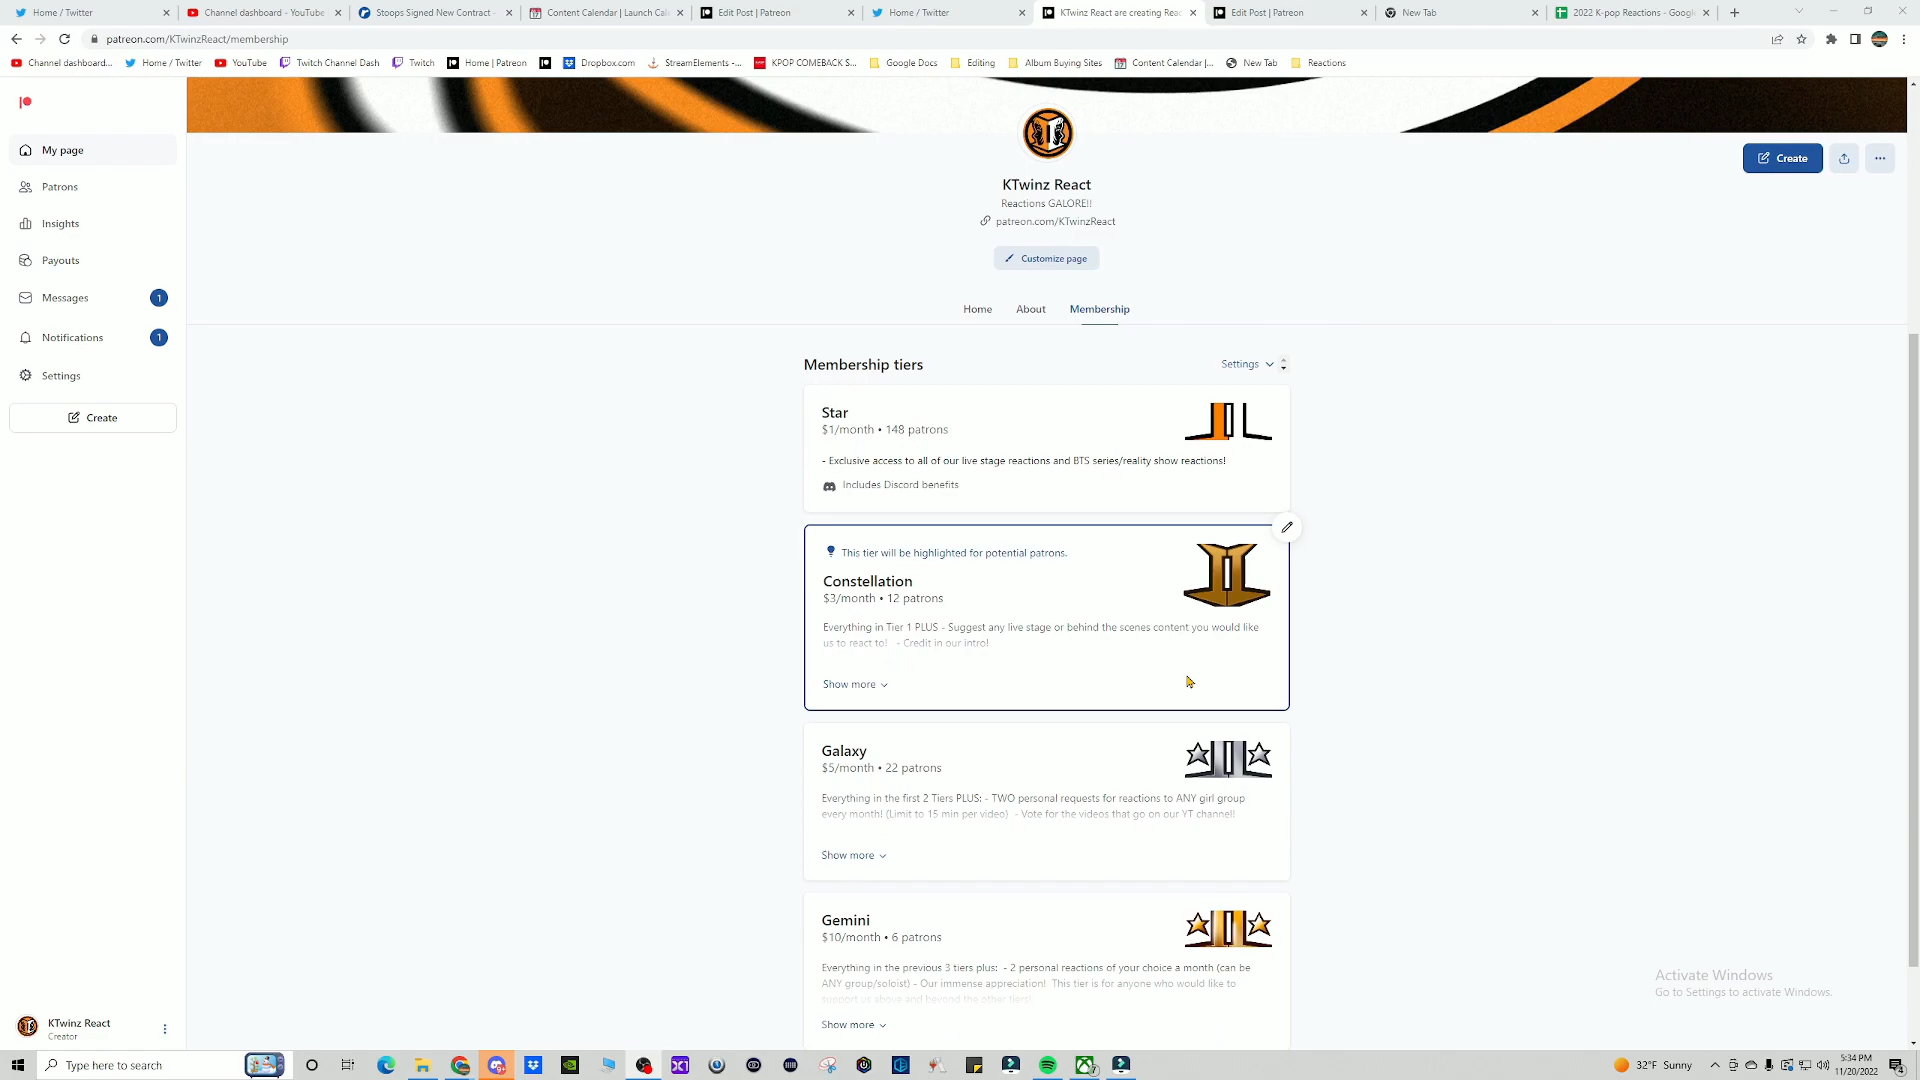 Home / Twitter
Channel dashboard - YouTube
Stoops Signed New Contract -
Content Calendar | Launch Cal
Edit Post | Patreon
Home / Twitter
KTwinz React are creating Reac
Edit Post | Patreon
New Tab
2022 K-pop Reactions - Google
patreon.com/KTwinzReact/membership
Channel dashboard...
Home / Twitter
YouTube
Twitch Channel Dash
Twitch
Home | Patreon
Dropbox.com
StreamElements -...
KPOP COMEBACK S...
Google Docs
Editing
Album Buying Sites
Content Calendar |...
New Tab
Reactions
My page
Patrons
Insights
Payouts
Messages 1
Notifications 1
Settings
Create
KTwinz React
Reactions GALORE!!
patreon.com/KTwinzReact
Customize page
Create
Home About Membership
Membership tiers
Settings
Star
$1/month • 148 patrons
- Exclusive access to all of our live stage reactions and BTS series/reality show reactions!
Includes Discord benefits
This tier will be highlighted for potential patrons.
Constellation
$3/month • 12 patrons
Everything in Tier 1 PLUS - Suggest any live stage or behind the scenes content you would like
us to react to! - Credit in our intro!
Show more
Galaxy
$5/month • 22 patrons
Everything in the first 2 Tiers PLUS: - TWO personal requests for reactions to ANY girl group
every month! (Limit to 15 min per video) - Vote for the videos that go on our YT channel!
Show more
Gemini
$10/month • 6 patrons
Everything in the previous 3 tiers plus: - 2 personal reactions of your choice a month (can be
ANY group/soloist) - Our immense appreciation! This tier is for anyone who would like to
support us above and beyond the other tiers!
Show more
Activate Windows
Go to Settings to activate Windows.
KTwinz React
Creator
Type here to search
32°F Sunny
5:34 PM
11/20/2022